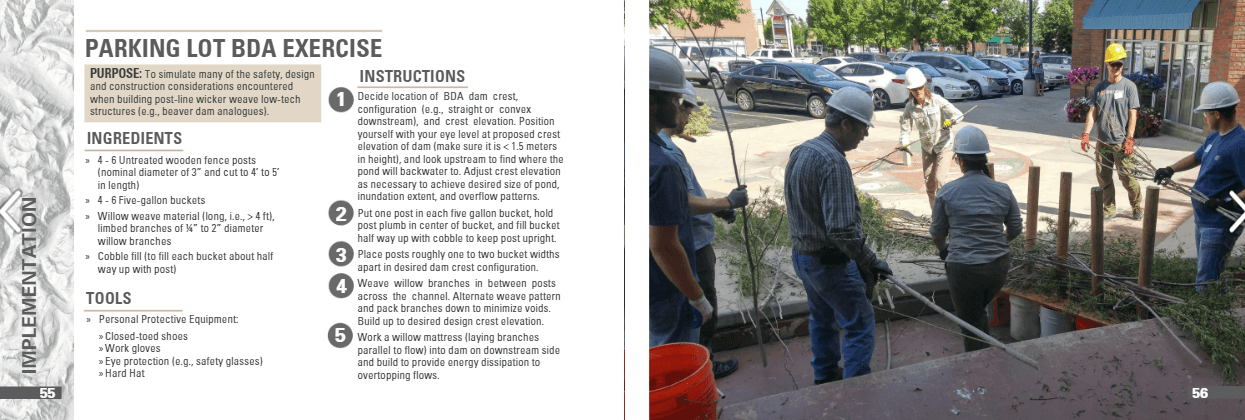 PARKING LOT BDA EXERCISE
PURPOSE: To simulate many of the safety, design
and construction considerations encountered
when building post-line wicker weave low-tech
structures (e.g., beaver dam analogues).
INGREDIENTS
» 4 - 6 Untreated wooden fence posts
(nominal diameter of 3” and cut to 4’ to 5’
in length)
» 4 - 6 Five-gallon buckets
» Willow weave material (long, i.e., > 4 ft),
limbed branches of ¼” to 2” diameter
willow branches
» Cobble fill (to fill each bucket about half
way up with post)
TOOLS
» Personal Protective Equipment:
» Closed-toed shoes
» Work gloves
» Eye protection (e.g., safety glasses)
» Hard Hat
INSTRUCTIONS
1 Decide location of BDA dam crest,
configuration (e.g., straight or convex
downstream), and crest elevation. Position
yourself with your eye level at proposed crest
elevation of dam (make sure it is < 1.5 meters
in height), and look upstream to find where the
pond will backwater to. Adjust crest elevation
as necessary to achieve desired size of pond,
inundation extent, and overflow patterns.
2 Put one post in each five gallon bucket, hold
post plumb in center of bucket, and fill bucket
half way up with cobble to keep post upright.
3 Place posts roughly one to two bucket widths
apart in desired dam crest configuration.
4 Weave willow branches in between posts
across the channel. Alternate weave pattern
and pack branches down to minimize voids.
Build up to desired design crest elevation.
5 Work a willow mattress (laying branches
parallel to flow) into dam on downstream side
and build to provide energy dissipation to
overtopping flows.
IMPLEMENTATION
55
56